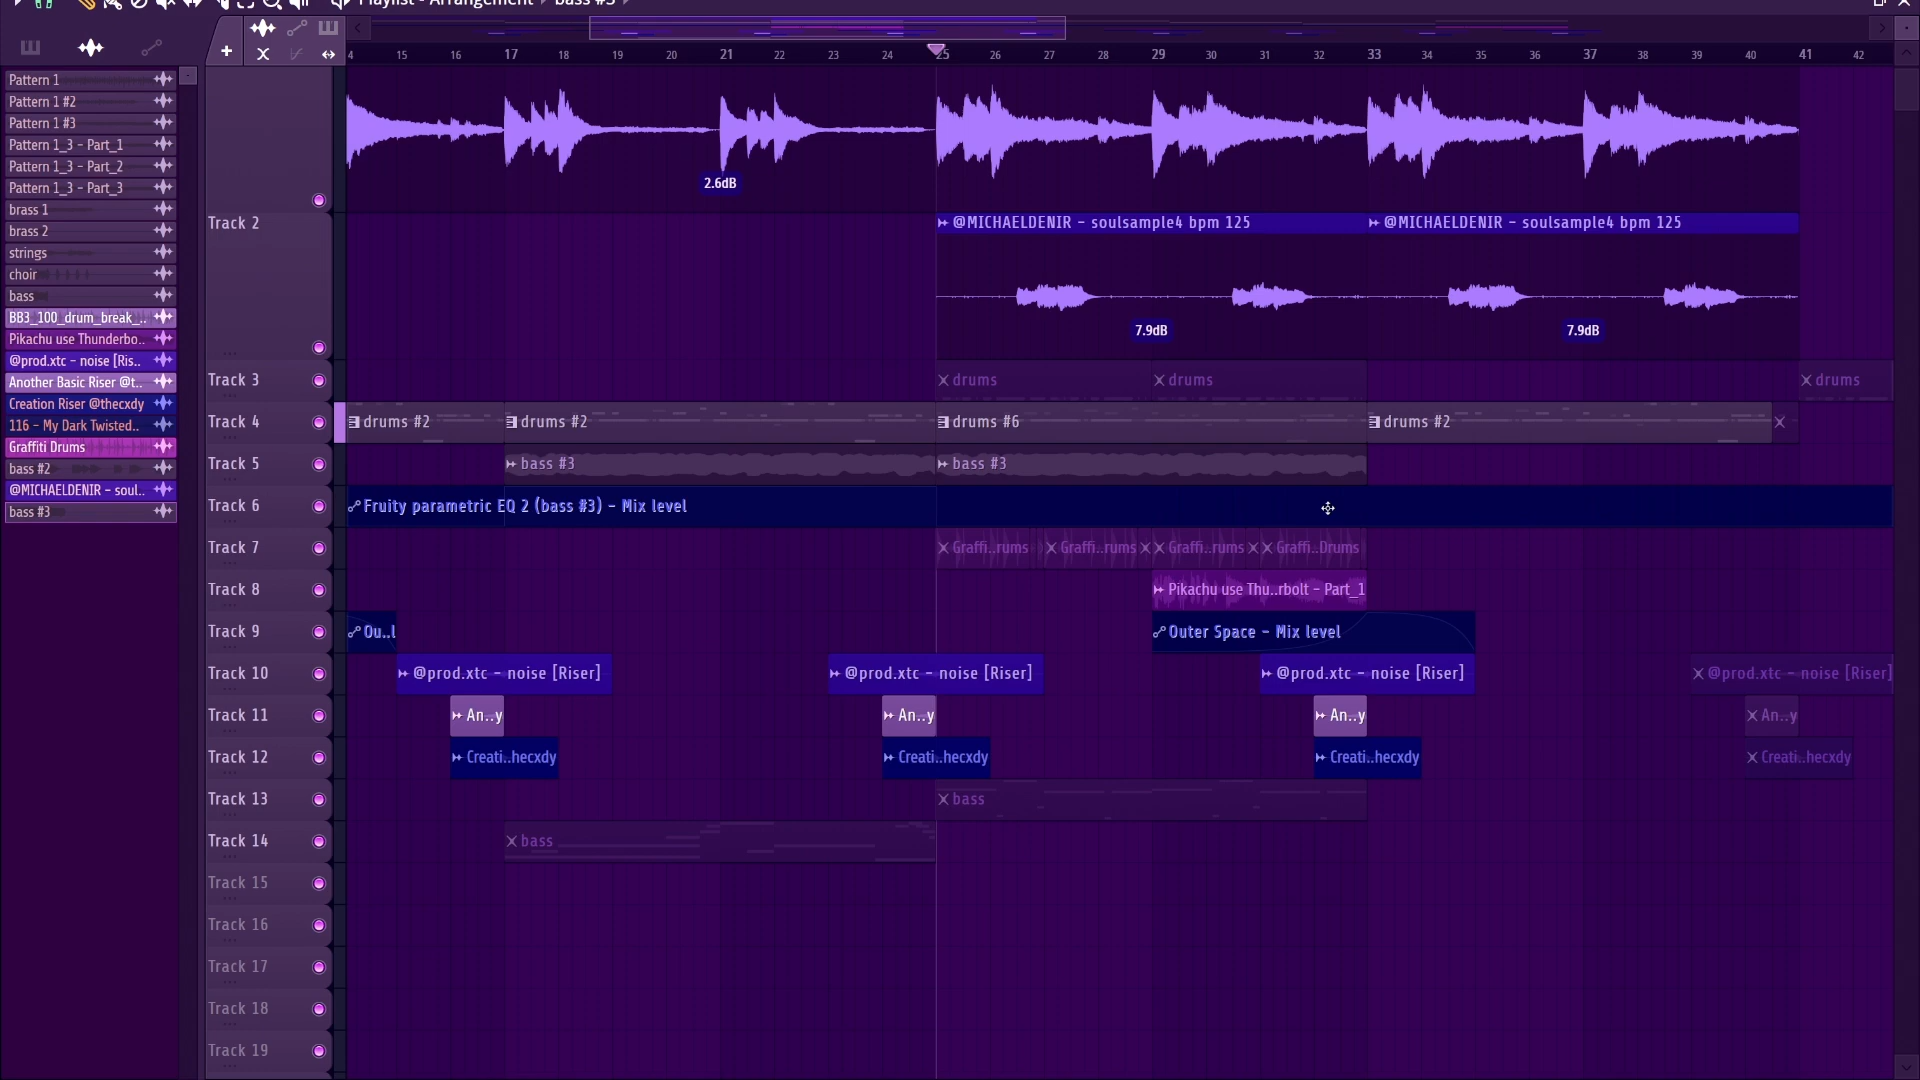 Playlist - Arrangement › bass #3 ›
4 15 16 17 18 19 20 21 22 23 24 25 26 27 28 29 30 31 32 33 34 35 36 37 38 39 40 41 42
Pattern 1
Pattern 1 #2
Pattern 1 #3
Pattern 1_3 - Part_1
Pattern 1_3 - Part_2
Pattern 1_3 - Part_3
brass 1
brass 2
strings
choir
bass
BB3_100_drum_break_..
Pikachu use Thunderbo..
@prod.xtc - noise [Ris..
Another Basic Riser @t..
Creation Riser @thecxdy
116 - My Dark Twisted..
Graffiti Drums
bass #2
@MICHAELDENIR - soul..
bass #3
2.6dB
Track 2
@MICHAELDENIR - soulsample4 bpm 125
@MICHAELDENIR - soulsample4 bpm 125
7.9dB
7.9dB
Track 3
drums
drums
drums
Track 4
drums #2
drums #2
drums #6
drums #2
Track 5
bass #3
bass #3
Track 6
Fruity parametric EQ 2 (bass #3) - Mix level
Track 7
Graffi..rums
Graffi..rums
Graffi..rums
Graffi..Drums
Track 8
Pikachu use Thu..rbolt - Part_1
Track 9
Ou..l
Outer Space - Mix level
Track 10
@prod.xtc - noise [Riser]
@prod.xtc - noise [Riser]
@prod.xtc - noise [Riser]
@prod.xtc - noise [Riser]
Track 11
An..y
An..y
An..y
An..y
Track 12
Creati..hecxdy
Creati..hecxdy
Creati..hecxdy
Creati..hecxdy
Track 13
bass
Track 14
bass
Track 15
Track 16
Track 17
Track 18
Track 19